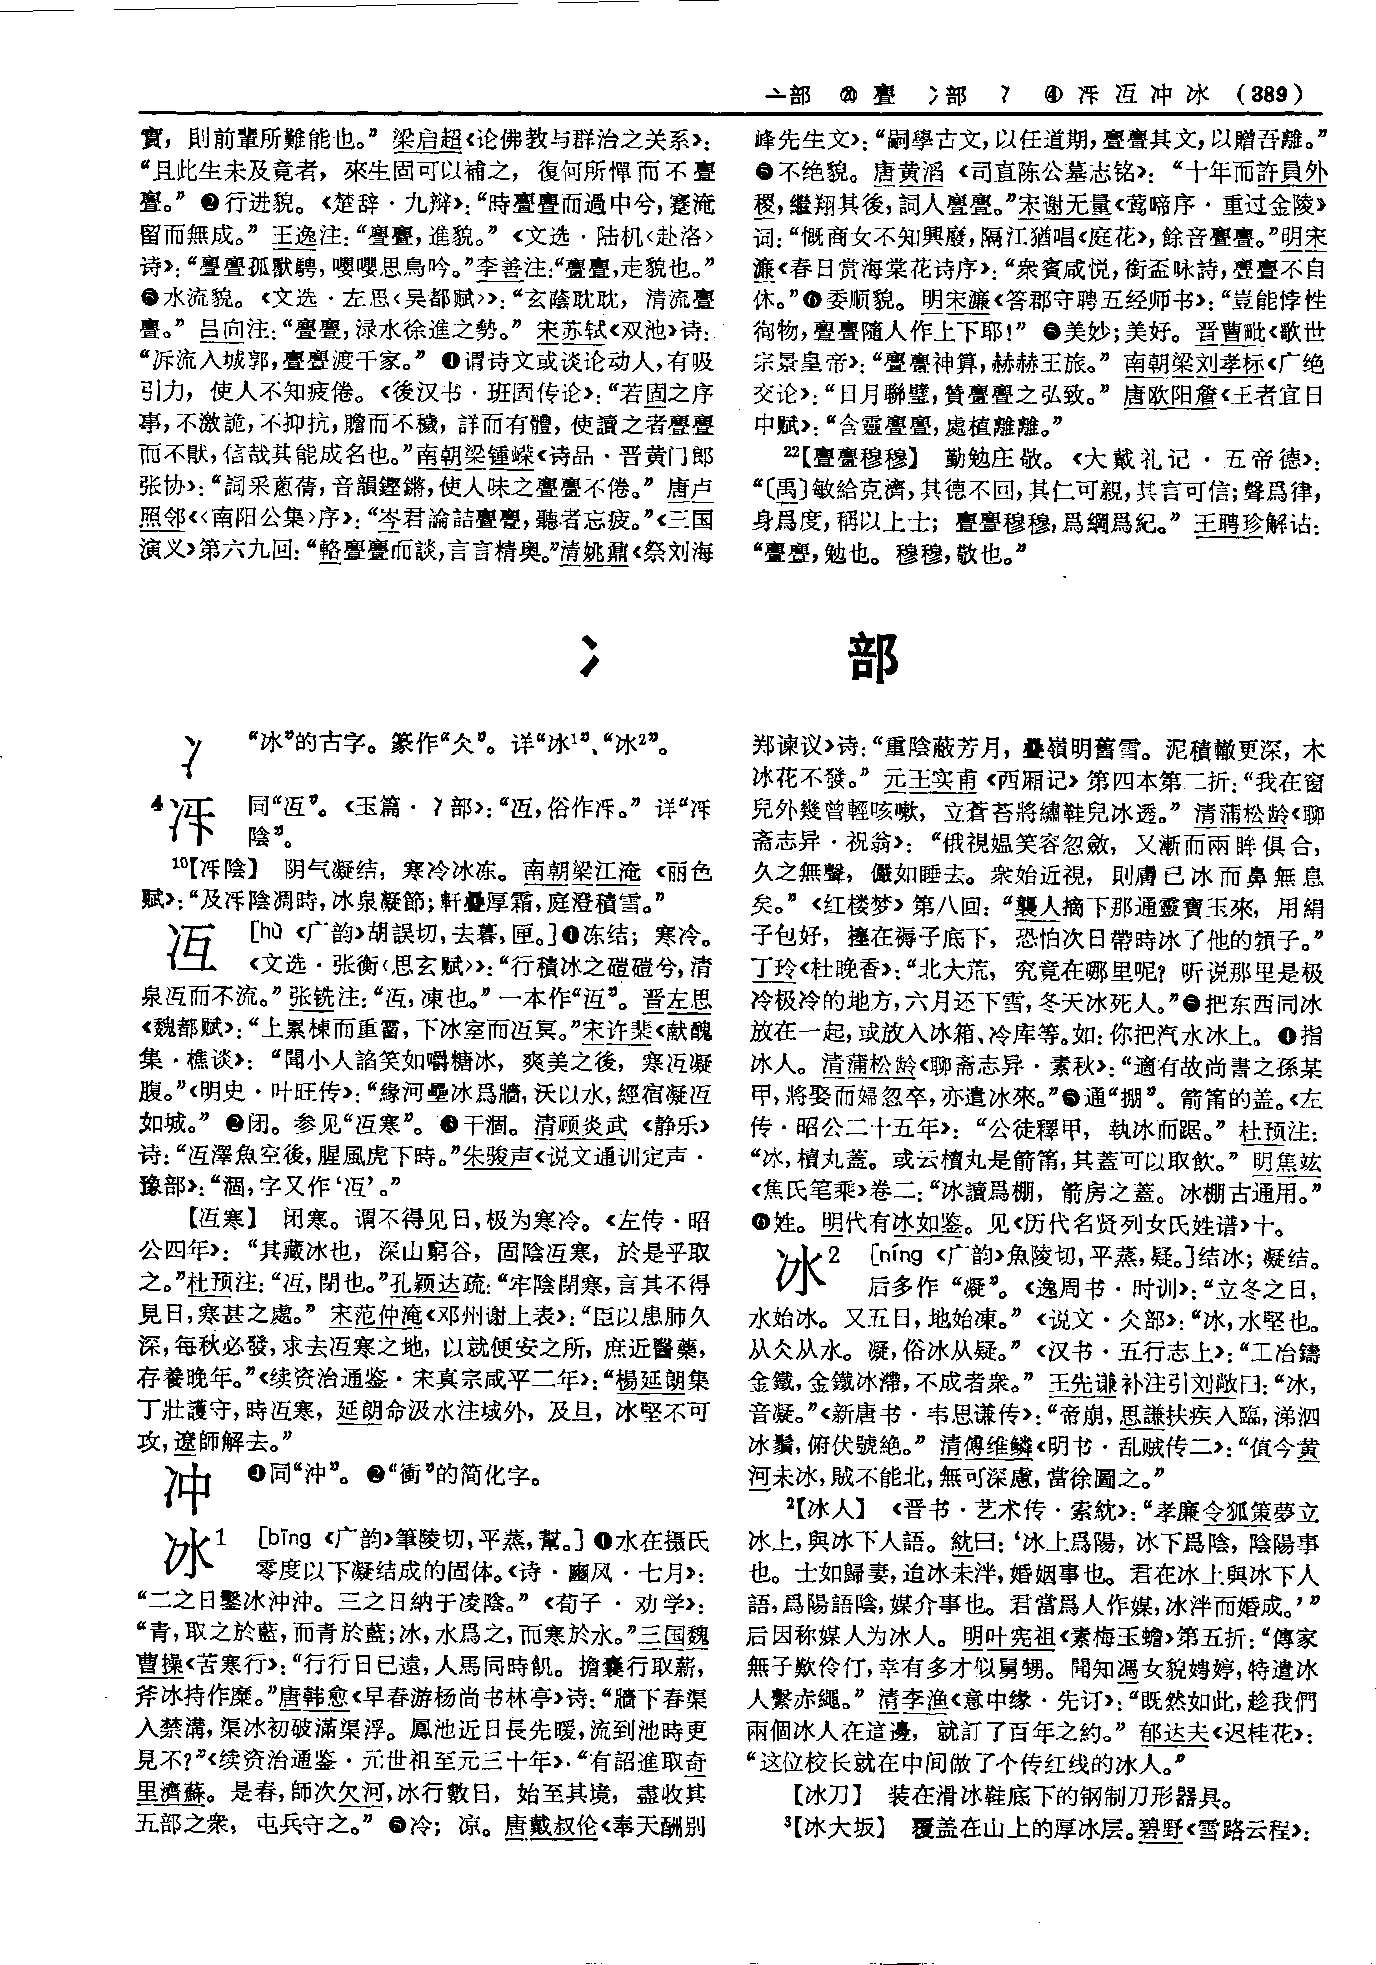 亠部 ⑳ 亹 冫部 冫 ④ 冴冱冲冰 (389)
實，則前輩所難能也。” 梁启超《论佛教与群治之关系》：
“且此生未及竟者，來生固可以補之，復何所憚而不亹
亹。” ❷行进貌。《楚辞·九辩》：“時亹亹而過中兮，蹇淹
留而無成。” 王逸注：“亹亹，進貌。” 《文选·陆机〈赴洛〉
诗》：“亹亹孤獸騁，嚶嚶思鳥吟。”李善注：“亹亹，走貌也。”
❸水流貌。《文选·左思〈吴都赋〉》：“玄蔭耽耽，清流亹
亹。” 吕向注：“亹亹，渌水徐進之勢。” 宋苏轼《双池》诗：
“泝流入城郭，亹亹渡千家。” ❹谓诗文或谈论动人，有吸
引力，使人不知疲倦。《後汉书·班固传论》：“若固之序
事，不激詭，不抑抗，贍而不穢，詳而有體，使讀之者亹亹
而不猒，信哉其能成名也。”南朝梁锺嵘《诗品·晋黄门郎
张协》：“詞采蔥蒨，音韻鏗鏘，使人味之亹亹不倦。” 唐卢
照邻《〈南阳公集〉序》：“岑君論詰亹亹，聽者忘疲。”《三国
演义》第六九回：“輅亹亹而談，言言精奥。”清姚鼐《祭刘海
峰先生文》：“嗣學古文，以任道期，亹亹其文，以贈吾離。”
❺不绝貌。唐黄滔《司直陈公墓志铭》：“十年而許員外
稷，繼翔其後，詞人亹亹。”宋谢无量《莺啼序·重过金陵》
词：“慨商女不知興廢，隔江猶唱《庭花》，餘音亹亹。”明宋
濂《春日赏海棠花诗序》：“衆賓咸悦，銜盃咏詩，亹亹不自
休。”❻委顺貌。明宋濂《答郡守聘五经师书》：“豈能悖性
徇物，亹亹隨人作上下耶！” ❼美妙；美好。晋曹毗《歌世
宗景皇帝》：“亹亹神算，赫赫王旅。” 南朝梁刘孝标《广绝
交论》：“日月聯璧，贊亹亹之弘致。” 唐欧阳詹《王者宜日
中赋》：“含靈亹亹，處植離離。”
²²【亹亹穆穆】 勤勉庄敬。《大戴礼记·五帝德》：
“〔禹〕敏給克濟，其德不回，其仁可親，其言可信；聲爲律，
身爲度，稱以上士；亹亹穆穆，爲綱爲紀。” 王聘珍解诂：
“亹亹，勉也。穆穆，敬也。”
冫 部
冫 “冰”的古字。篆作“仌”。详“冰¹”、“冰²”。
⁴冴 同“冱”。《玉篇·冫部》：“冱，俗作冴。” 详“冴
陰”。
¹⁰【冴陰】 阴气凝结，寒冷冰冻。南朝梁江淹《丽色
赋》：“及冴陰凋時，冰泉凝節；軒疊厚霜，庭澄積雪。”
冱 [hù 《广韵》胡誤切，去暮，匣。]❶冻结；寒冷。
《文选·张衡〈思玄赋〉》：“行積冰之磑磑兮，清
泉冱而不流。”张铣注：“冱，凍也。” 一本作“沍”。晋左思
《魏都赋》：“上累棟而重霤，下冰室而冱冥。”宋许棐《献醜
集·樵谈》：“聞小人諂笑如嚼糖冰，爽美之後，寒冱凝
腹。”《明史·叶旺传》：“緣河壘冰爲牆，沃以水，經宿凝冱
如城。” ❷闭。参见“冱寒”。❸干涸。清顾炎武《静乐》
诗：“冱澤魚空後，腥風虎下時。”朱骏声《说文通训定声·
豫部》：“涸，字又作‘冱’。”
【冱寒】 闭寒。谓不得见日，极为寒冷。《左传·昭
公四年》：“其藏冰也，深山窮谷，固陰冱寒，於是乎取
之。”杜预注：“冱，閉也。”孔颖达疏：“牢陰閉寒，言其不得
見日，寒甚之處。” 宋范仲淹《邓州谢上表》：“臣以患肺久
深，每秋必發，求去冱寒之地，以就便安之所，庶近醫藥，
存養晚年。”《续资治通鉴·宋真宗咸平二年》：“楊延朗集
丁壯護守，時冱寒，延朗命汲水注城外，及旦，冰堅不可
攻，遼師解去。”
冲 ❶同“沖”。❷“衝”的简化字。
冰¹ [bīng 《广韵》筆陵切，平蒸，幫。]❶水在摄氏
零度以下凝结成的固体。《诗·豳风·七月》：
“二之日鑿冰沖沖。三之日納于凌陰。” 《荀子·劝学》：
“青，取之於藍，而青於藍；冰，水爲之，而寒於水。”三国魏
曹操《苦寒行》：“行行日已遠，人馬同時飢。擔囊行取薪，
斧冰持作糜。”唐韩愈《早春游杨尚书林亭》诗：“牆下春渠
入禁溝，渠冰初破滿渠浮。鳳池近日長先暖，流到池時更
見不？”《续资治通鉴·元世祖至元三十年》：“有詔進取奇
里濟蘇。是春，師次欠河，冰行數日，始至其境，盡收其
五部之衆，屯兵守之。” ❷冷；凉。唐戴叔伦《奉天酬别
郑谏议》诗：“重陰蔽芳月，疊嶺明舊雪。泥積轍更深，木
冰花不發。” 元王实甫《西厢记》第四本第二折：“我在窗
兒外幾曾輕咳嗽，立蒼苔將繡鞋兒冰透。” 清蒲松龄《聊
斋志异·祝翁》：“俄視媪笑容忽斂，又漸而兩眸俱合，
久之無聲，儼如睡去。衆始近視，則膚已冰而鼻無息
矣。” 《红楼梦》第八回：“襲人摘下那通靈寶玉來，用絹
子包好，𢶍在褥子底下，恐怕次日帶時冰了他的頷子。”
丁玲《杜晚香》：“北大荒，究竟在哪里呢？听说那里是极
冷极冷的地方，六月还下雪，冬天冰死人。”❸把东西同冰
放在一起，或放入冰箱、冷库等。如：你把汽水冰上。❹指
冰人。清蒲松龄《聊斋志异·素秋》：“適有故尚書之孫某
甲，將娶而婦忽卒，亦遣冰來。”❺通“掤”。箭筩的盖。《左
传·昭公二十五年》：“公徒釋甲，執冰而踞。” 杜预注：
“冰，櫝丸蓋。或云櫝丸是箭筩，其蓋可以取飲。” 明焦竑
《焦氏笔乘》卷二：“冰讀爲棚，箭房之蓋。冰棚古通用。”
❻姓。明代有冰如鉴。见《历代名贤列女氏姓谱》十。
冰² [níng 《广韵》魚陵切，平蒸，疑。]结冰；凝结。
后多作“凝”。《逸周书·时训》：“立冬之日，
水始冰。又五日，地始凍。” 《说文·仌部》：“冰，水堅也。
从仌从水。凝，俗冰从疑。” 《汉书·五行志上》：“工冶鑄
金鐵，金鐵冰滯，不成者衆。” 王先谦补注引刘敞曰：“冰，
音凝。”《新唐书·韦思谦传》：“帝崩，思謙扶疾入臨，涕泗
冰鬚，俯伏號絶。” 清傅维鳞《明书·乱贼传二》：“值今黄
河未冰，賊不能北，無可深慮，當徐圖之。”
²【冰人】 《晋书·艺术传·索紞》：“孝廉令狐策夢立
冰上，與冰下人語。紞曰：‘冰上爲陽，冰下爲陰，陰陽事
也。士如歸妻，迨冰未泮，婚姻事也。君在冰上與冰下人
語，爲陽語陰，媒介事也。君當爲人作媒，冰泮而婚成。’”
后因称媒人为冰人。明叶宪祖《素梅玉蟾》第五折：“傳家
無子歎伶仃，幸有多才似舅甥。聞知馮女貌娉婷，特遣冰
人繫赤繩。” 清李渔《意中缘·先订》：“既然如此，趁我們
兩個冰人在這邊，就訂了百年之約。” 郁达夫《迟桂花》：
“这位校长就在中间做了个传红线的冰人。”
【冰刀】 装在滑冰鞋底下的钢制刀形器具。
³【冰大坂】 覆盖在山上的厚冰层。碧野《雪路云程》：